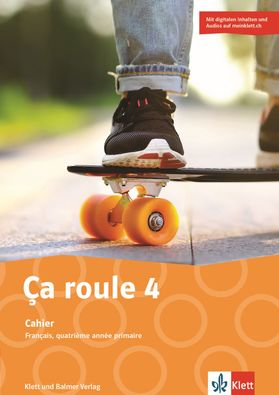 Mit digitalen Inhalten und
Audios auf meinklett.ch
Ça roule 4
Cahier
Français, quatrième année primaire
Klett und Balmer Verlag
Klett